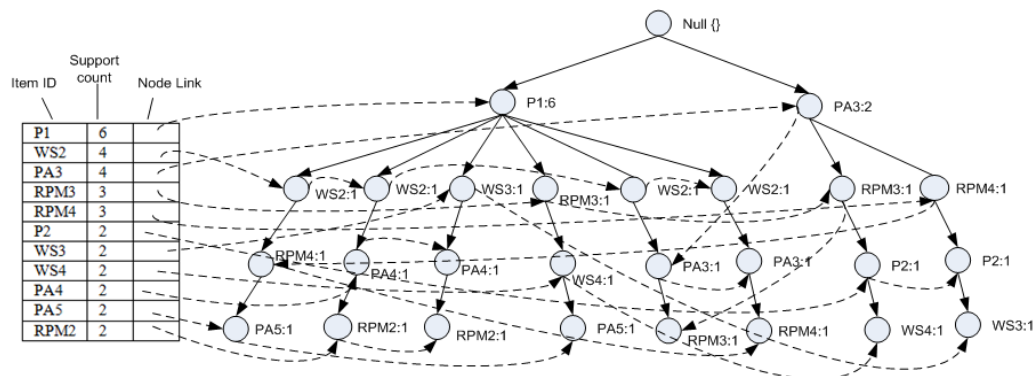 Null {}
Support count
Item ID
Node Link
P1:6
PA3:2
P1 6
WS2 4
PA3 4
RPM3 3
RPM4 3
P2 2
WS3 2
WS4 2
PA4 2
PA5 2
RPM2 2
WS2:1
WS2:1
WS3:1
RPM3:1
WS2:1
WS2:1
RPM3:1
RPM4:1
RPM4:1
PA4:1
PA4:1
WS4:1
PA3:1
PA3:1
P2:1
P2:1
PA5:1
RPM2:1
RPM2:1
PA5:1
RPM3:1
RPM4:1
WS4:1
WS3:1